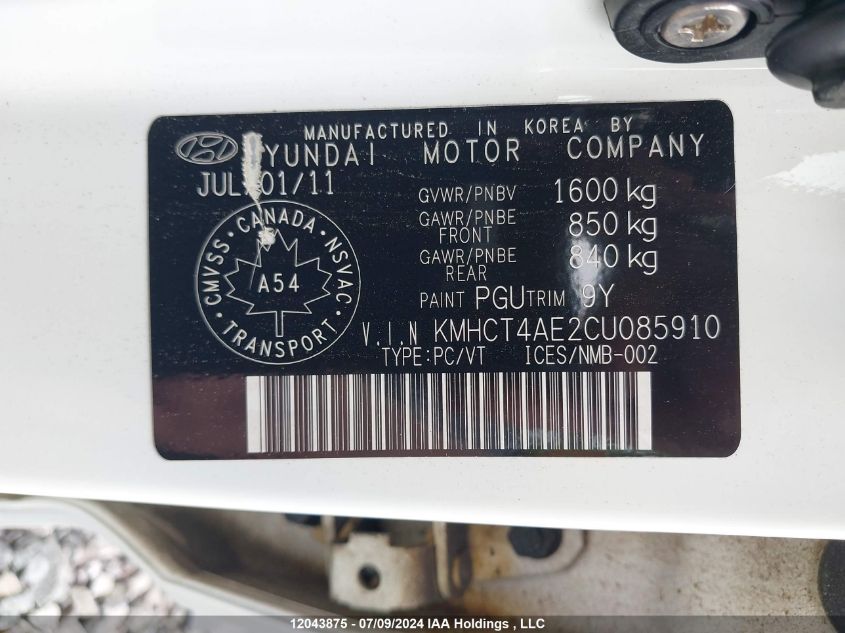 MANUFACTURED IN KOREA BY
HYUNDAI MOTOR COMPANY
JUL 01/11
GVWR/PNBV 1600 kg
GAWR/PNBE FRONT 850 kg
GAWR/PNBE REAR 840 kg
PAINT PGU TRIM 9Y
CMVSS · CANADA · NSVAC
A54
TRANSPORT
V.I.N KMHCT4AE2CU085910
TYPE:PC/VT ICES/NMB-002
12043875 - 07/09/2024 IAA Holdings , LLC